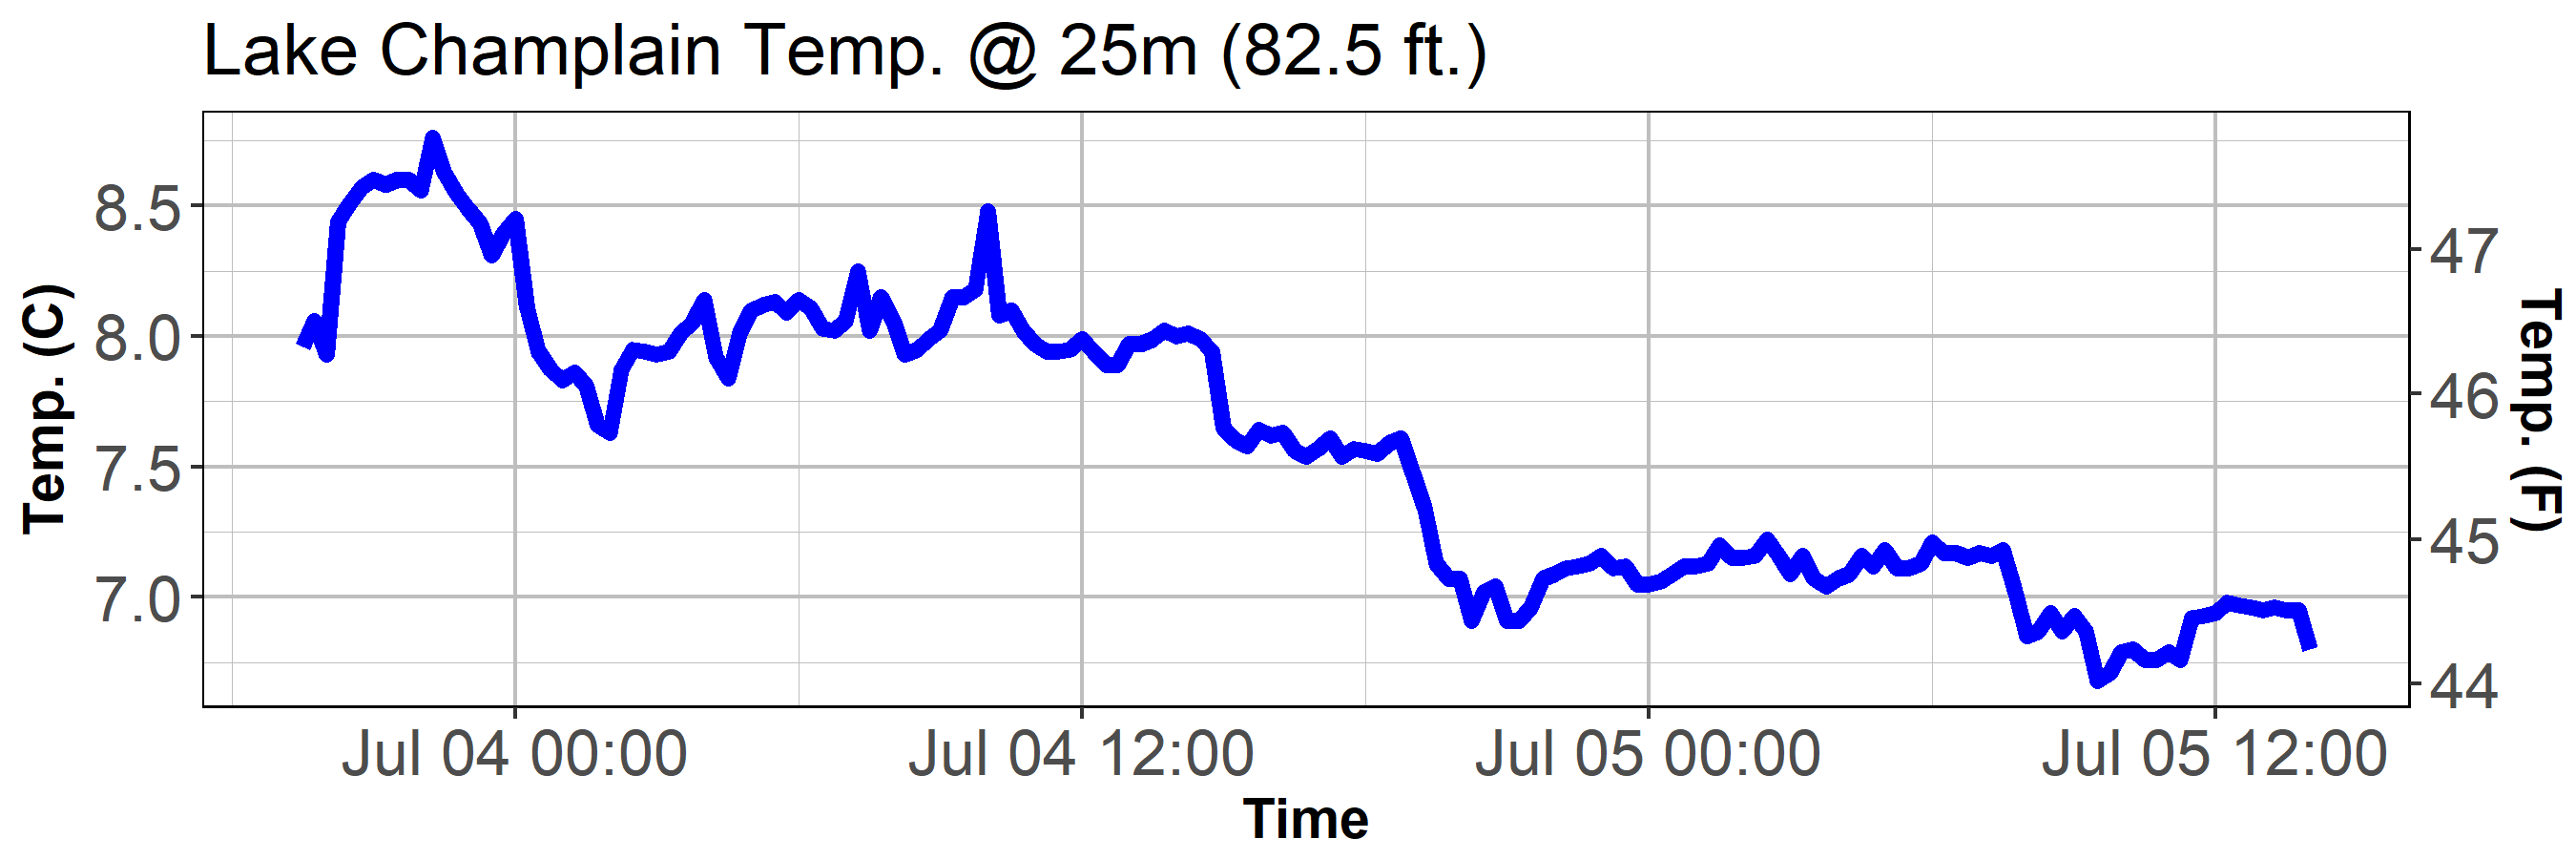 Lake Champlain Temp. @ 25m (82.5 ft.)
Temp. (C)
8.5
8.0
7.5
7.0
47
46
45
44
Temp. (F)
Jul 04 00:00
Jul 04 12:00
Jul 05 00:00
Jul 05 12:00
Time